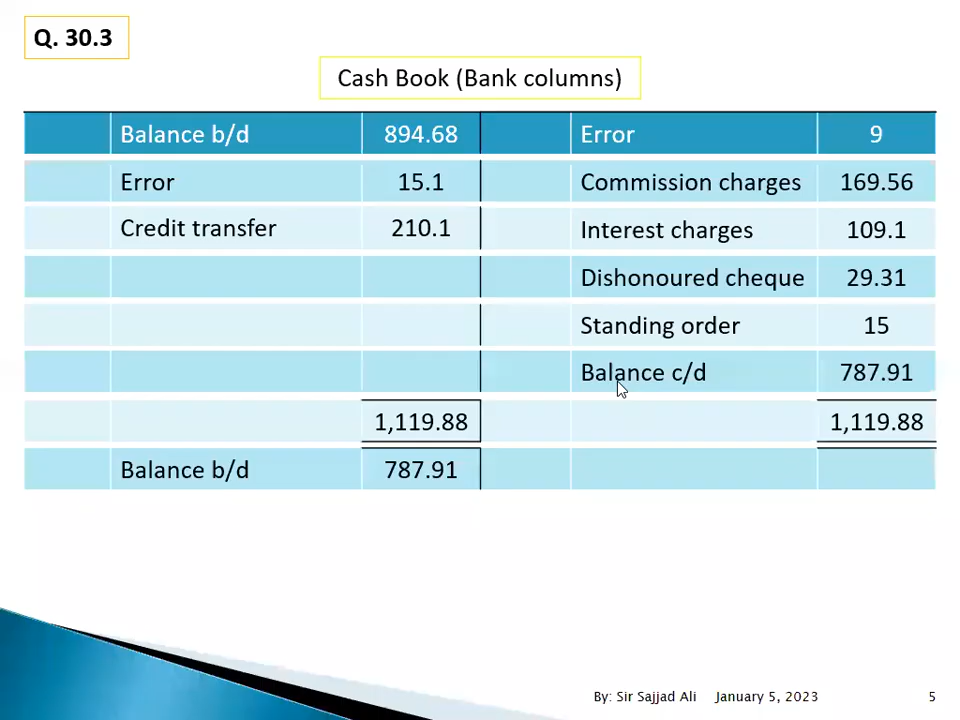 Q. 30.3
Cash Book (Bank columns)
Balance b/d 894.68 Error 9
Error 15.1 Commission charges 169.56
Credit transfer 210.1 Interest charges 109.1
Dishonoured cheque 29.31
Standing order 15
Balance c/d 787.91
1,119.88 1,119.88
Balance b/d 787.91
By: Sir Sajjad Ali January 5, 2023 5